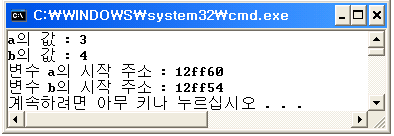 C:₩WINDOWS₩system32₩cmd.exe
a의 값 : 3
b의 값 : 4
변수 a의 시작 주소 : 12ff60
변수 b의 시작 주소 : 12ff54
계속하려면 아무 키나 누르십시오 . . .